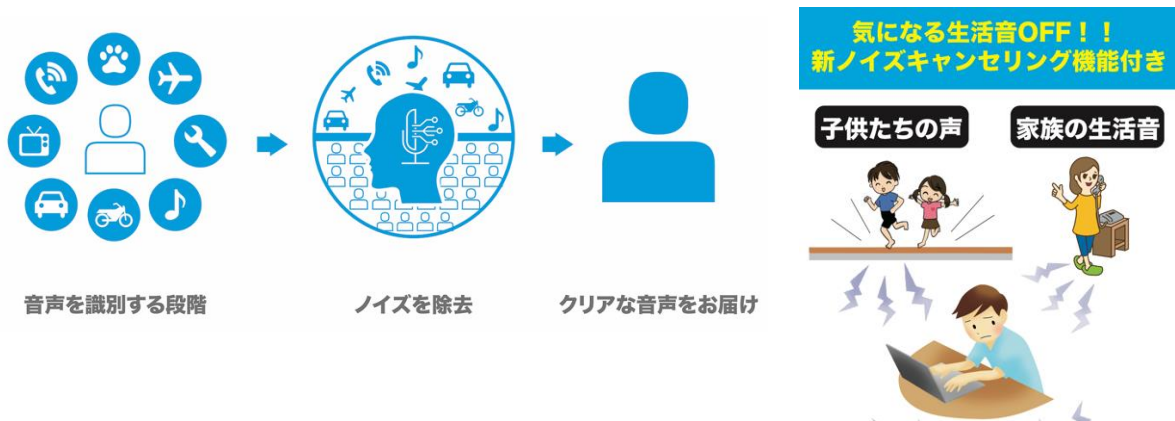 音声を識別する段階
ノイズを除去
クリアな音声をお届け
気になる生活音OFF！！
新ノイズキャンセリング機能付き
子供たちの声
家族の生活音